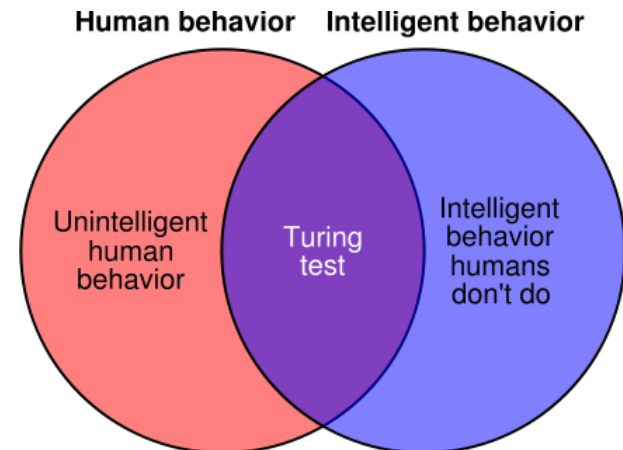 Human behavior
Intelligent behavior
Unintelligent
human
behavior
Turing
test
Intelligent
behavior
humans
don't do